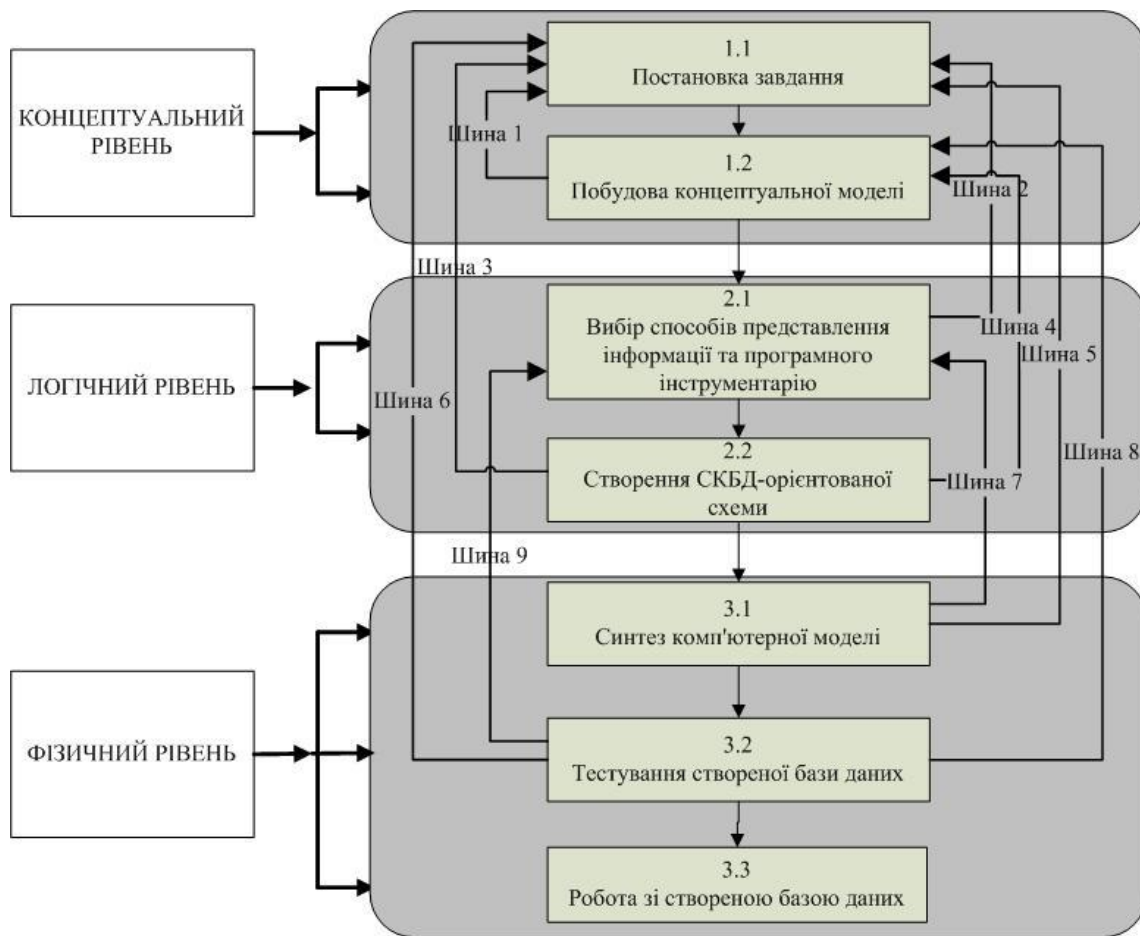 КОНЦЕПТУАЛЬНИЙ
РІВЕНЬ
1.1
Постановка завдання
Шина 1
1.2
Побудова концептуальної моделі
Шина 2
Шина 3
ЛОГІЧНИЙ РІВЕНЬ
2.1
Вибір способів представлення
інформації та програмного
інструментарію
Шина 4
Шина 5
Шина 6
2.2
Створення СКБД-орієнтованої
схеми
Шина 7
Шина 8
Шина 9
ФІЗИЧНИЙ РІВЕНЬ
3.1
Синтез комп'ютерної моделі
3.2
Тестування створеної бази даних
3.3
Робота зі створеною базою даних